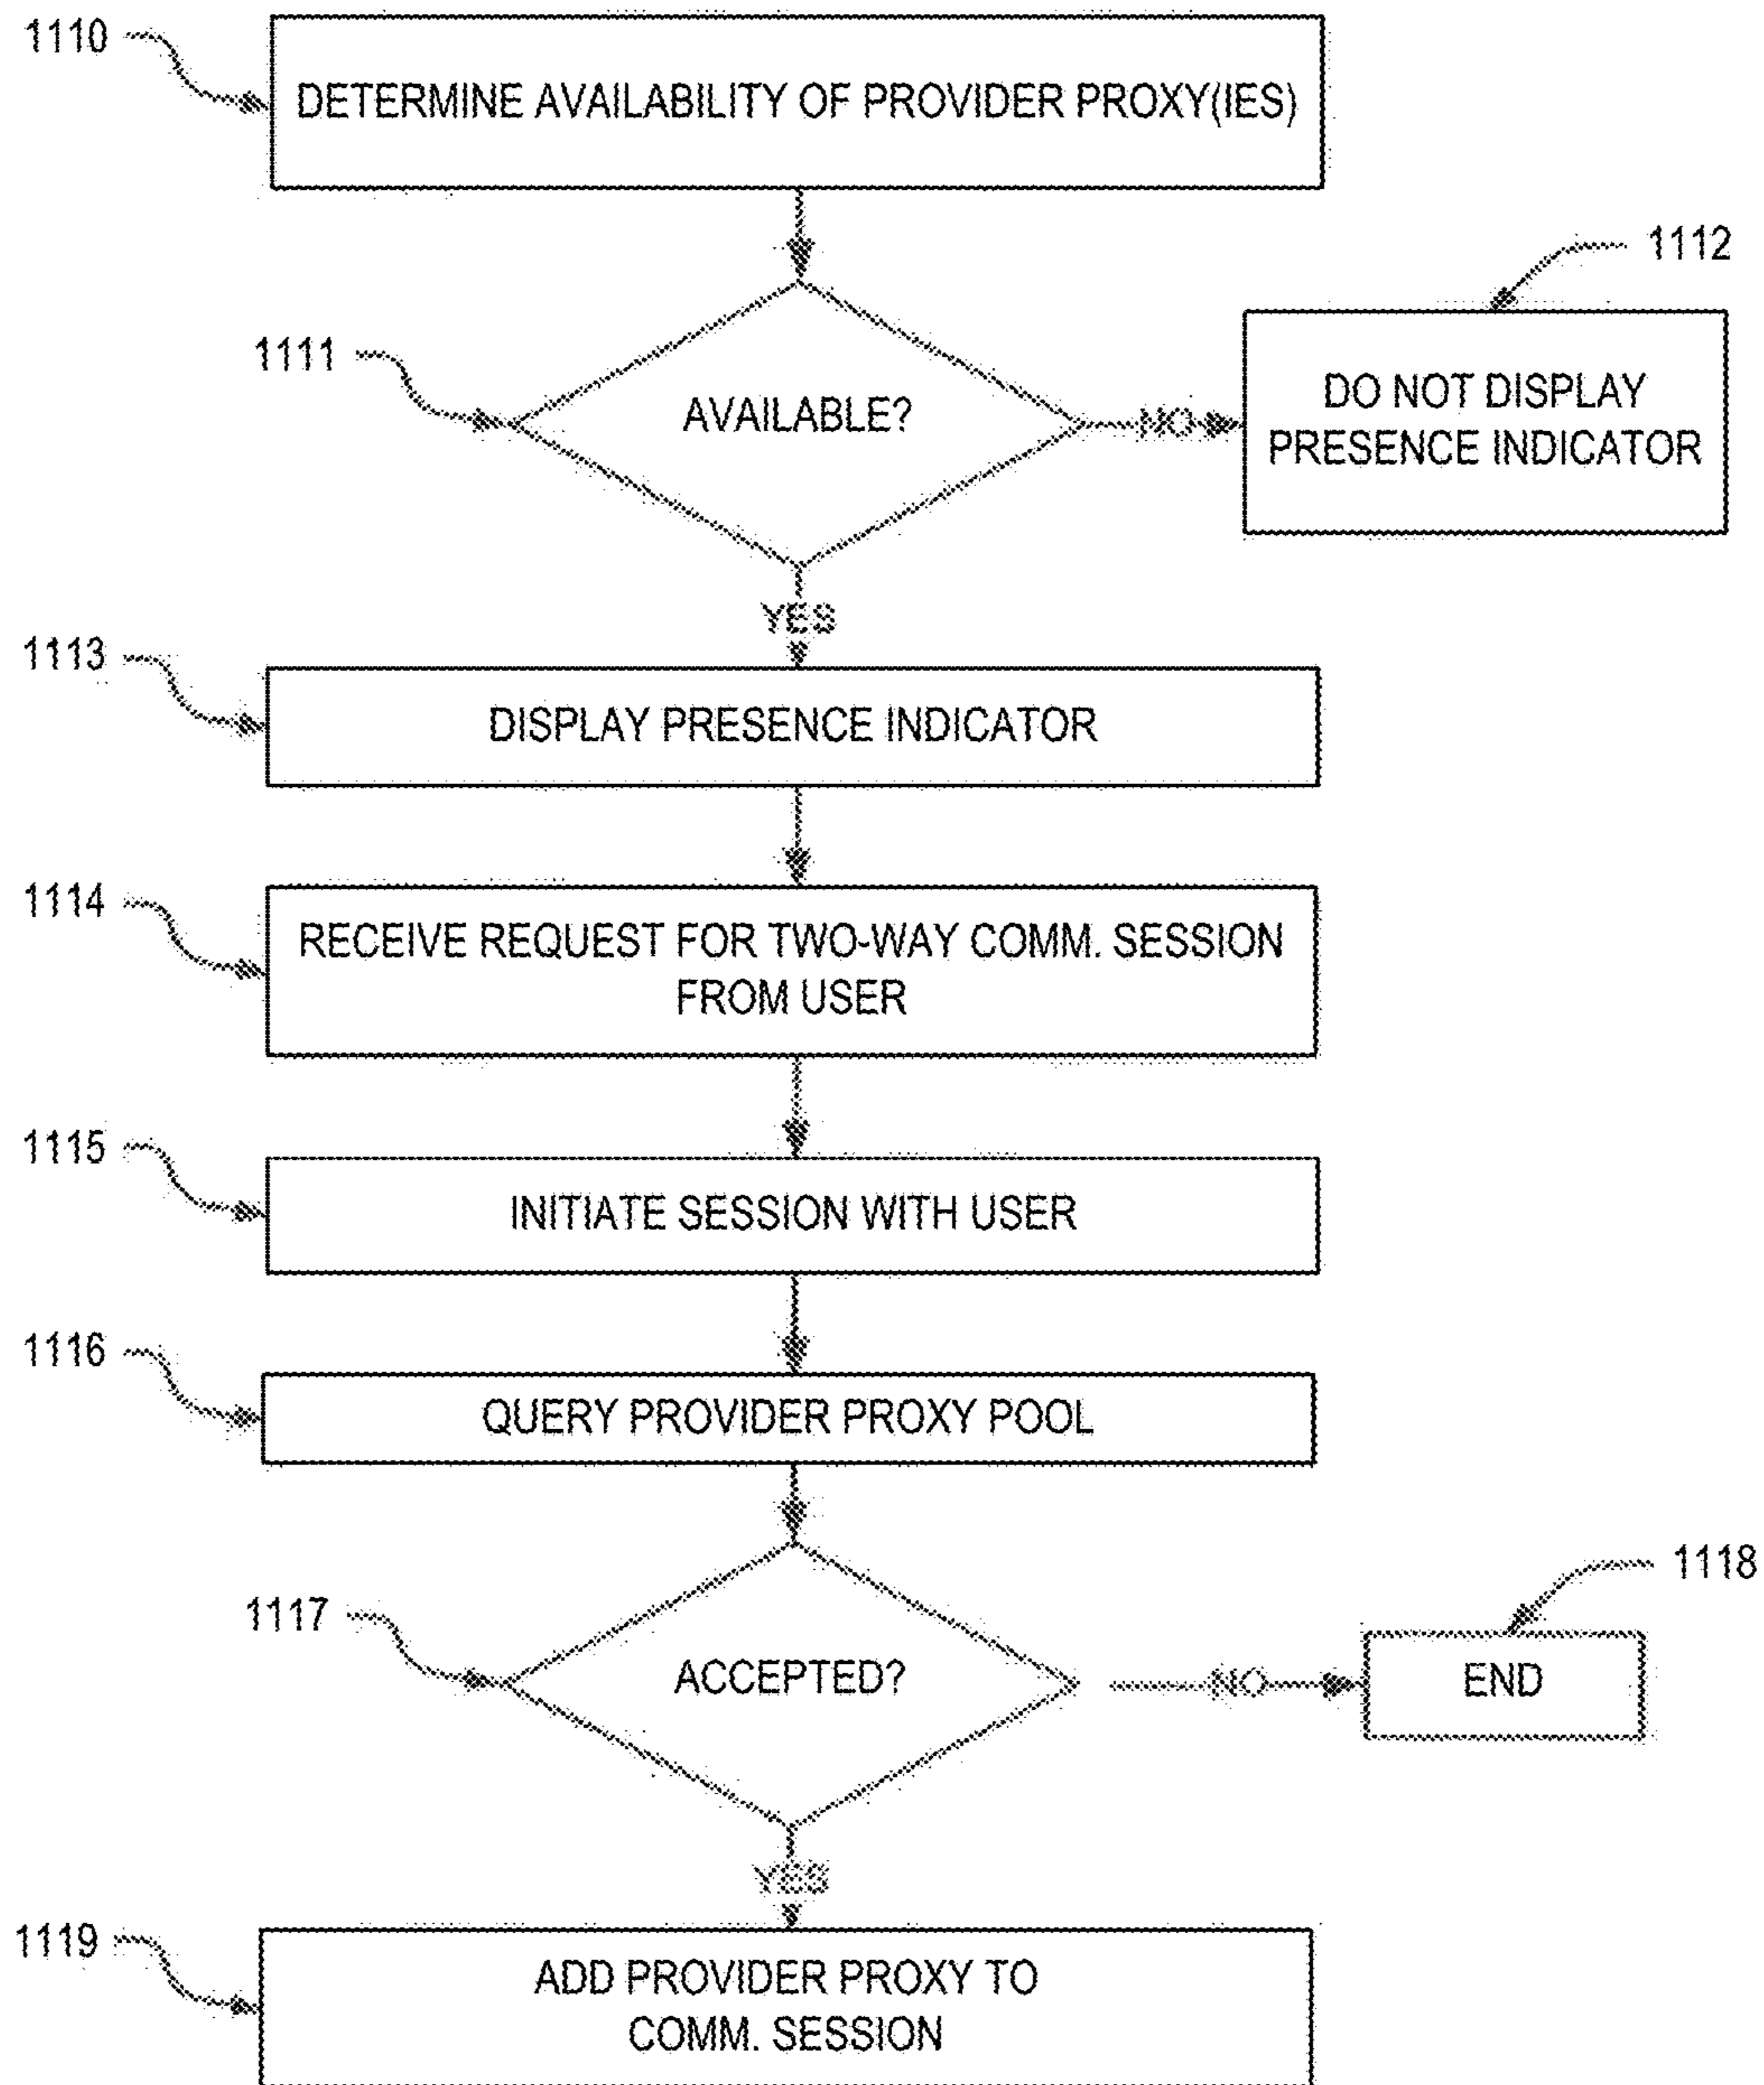 1110
DETERMINE AVAILABILITY OF PROVIDER PROXY(IES)
1112
1111
AVAILABLE?
NO
DO NOT DISPLAY
PRESENCE INDICATOR
YES
1113
DISPLAY PRESENCE INDICATOR
1114
RECEIVE REQUEST FOR TWO-WAY COMM. SESSION
FROM USER
1115
INITIATE SESSION WITH USER
1116
QUERY PROVIDER PROXY POOL
1118
1117
ACCEPTED?
NO
END
YES
1119
ADD PROVIDER PROXY TO
COMM. SESSION